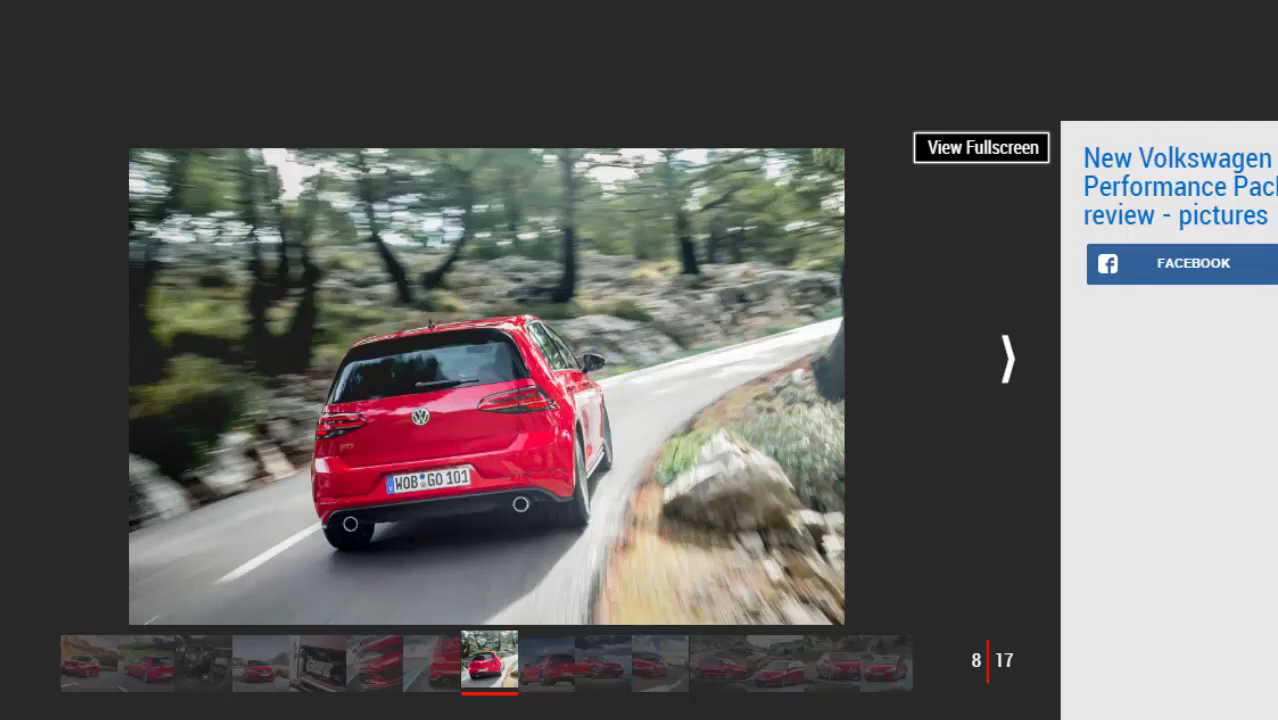 View Fullscreen
New Volkswagen
Performance Pac
review - pictures
FACEBOOK
WOB GO 101
8 17